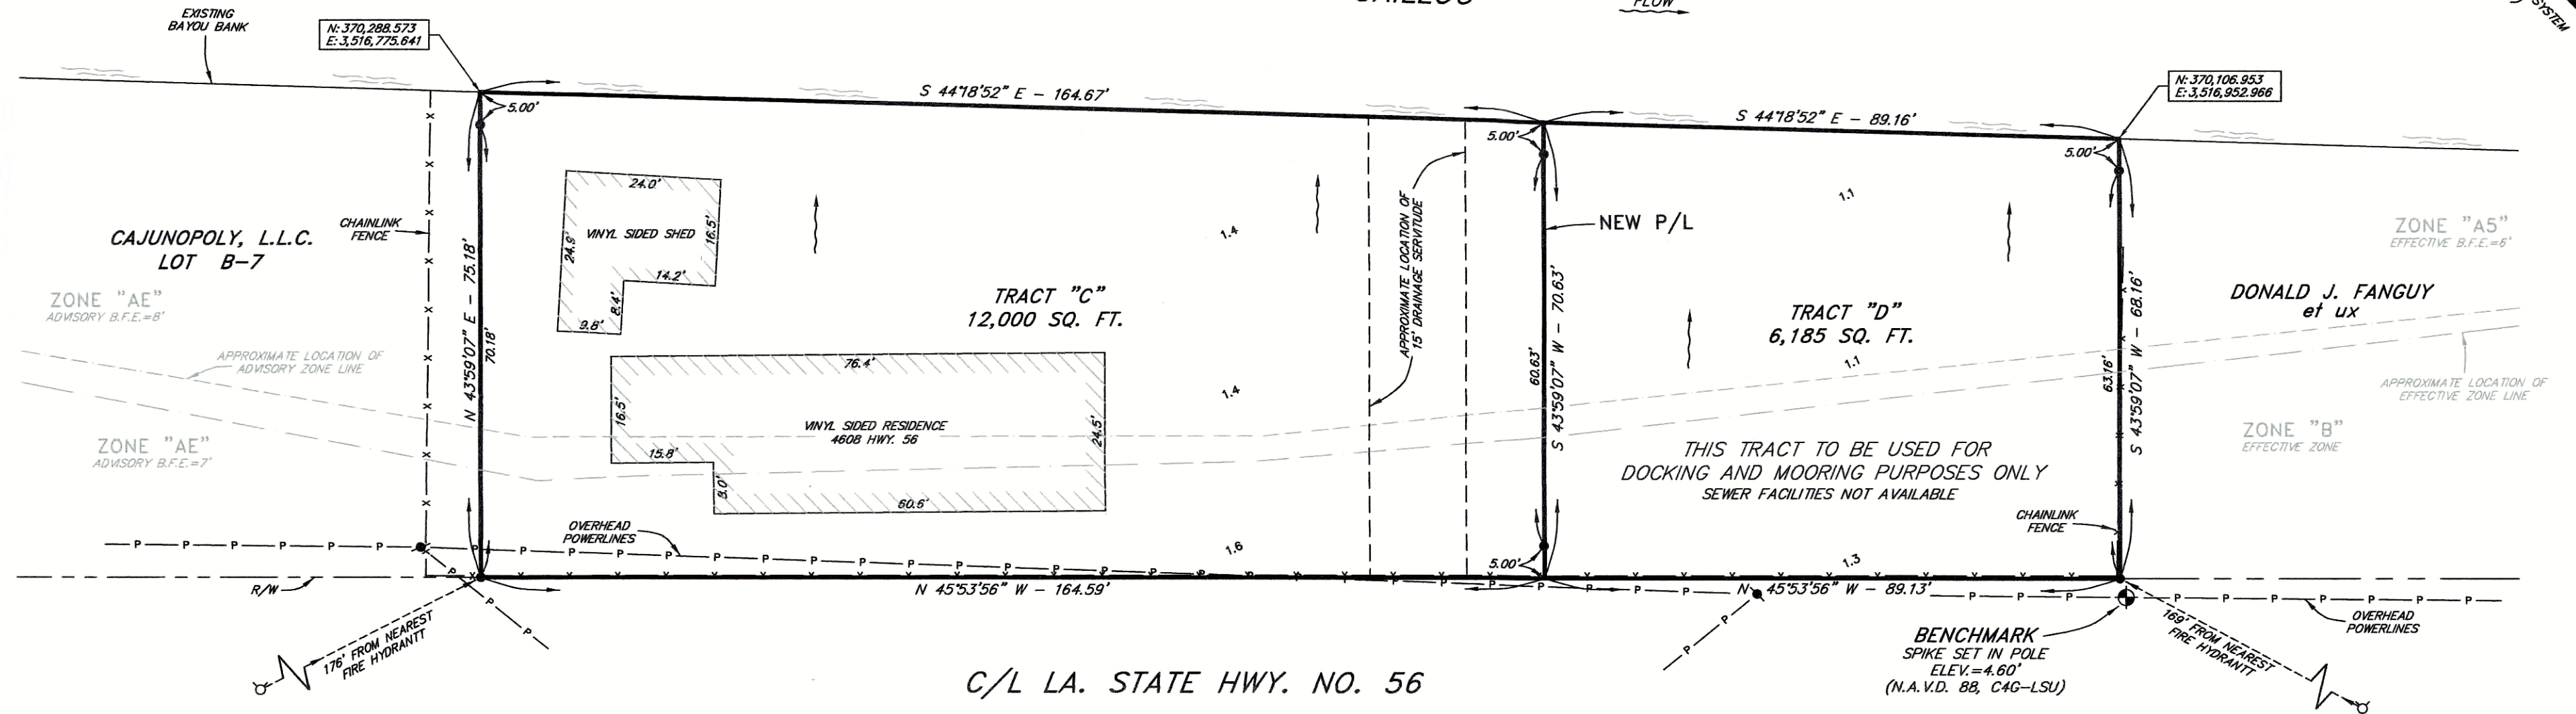 FLOW
SYSTEM
EXISTING
BAYOU BANK
N: 370,288.573
E: 3,516,775.641
N: 370,106.953
E: 3,516,952.966
S 44°18'52" E - 164.67'
S 44°18'52" E - 89.16'
5.00'
5.00'
5.00'
CAJUNOPOLY, L.L.C.
LOT B-7
CHAINLINK
FENCE
ZONE "AE"
ADVISORY B.F.E.=8'
APPROXIMATE LOCATION OF
ADVISORY ZONE LINE
ZONE "AE"
ADVISORY B.F.E.=7'
N 43°59'07" E - 75.18'
70.18'
24.0'
24.9'
VINYL SIDED SHED
16.5'
14.2'
8.4'
9.8'
TRACT "C"
12,000 SQ. FT.
1.4
1.4
1.6
76.4'
16.5'
VINYL SIDED RESIDENCE
4608 HWY. 56
24.5'
15.8'
8.0'
60.6'
APPROXIMATE LOCATION OF
15' DRAINAGE SERVITUDE
NEW P/L
60.63'
S 43°59'07" W - 70.63'
1.1
TRACT "D"
6,185 SQ. FT.
1.1
THIS TRACT TO BE USED FOR
DOCKING AND MOORING PURPOSES ONLY
SEWER FACILITIES NOT AVAILABLE
1.3
63.16'
S 43°59'07" W - 68.16'
CHAINLINK
FENCE
ZONE "A5"
EFFECTIVE B.F.E.=6'
DONALD J. FANGUY
et ux
APPROXIMATE LOCATION OF
EFFECTIVE ZONE LINE
ZONE "B"
EFFECTIVE ZONE
OVERHEAD
POWERLINES
5.00'
R/W
N 45°53'56" W - 164.59'
N 45°53'56" W - 89.13'
176' FROM NEAREST
FIRE HYDRANTT
C/L LA. STATE HWY. NO. 56
BENCHMARK
SPIKE SET IN POLE
ELEV.=4.60'
(N.A.V.D. 88, C4G-LSU)
169' FROM NEAREST
FIRE HYDRANTT
OVERHEAD
POWERLINES